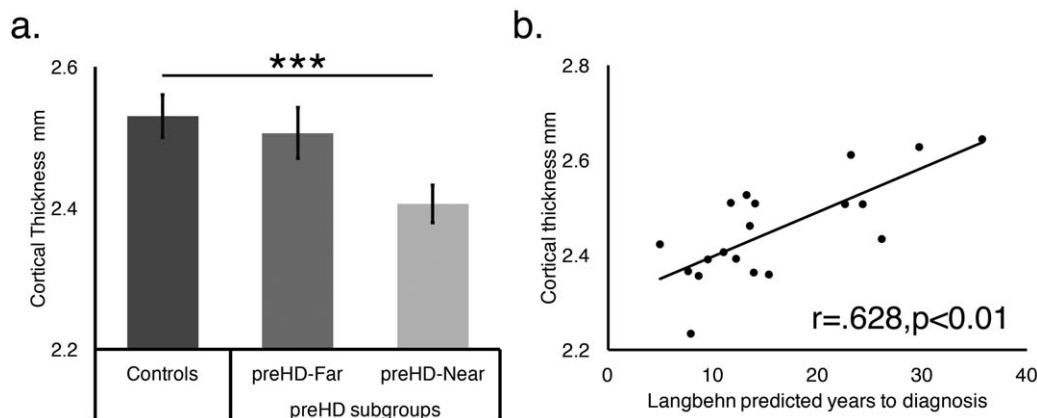 a.
Cortical Thickness mm
2.6
2.4
2.2
***
Controls
preHD-Far
preHD-Near
preHD subgroups
b.
Cortical thickness mm
2.8
2.6
2.4
2.2
r=.628,p<0.01
0
10
20
30
40
Langbehn predicted years to diagnosis